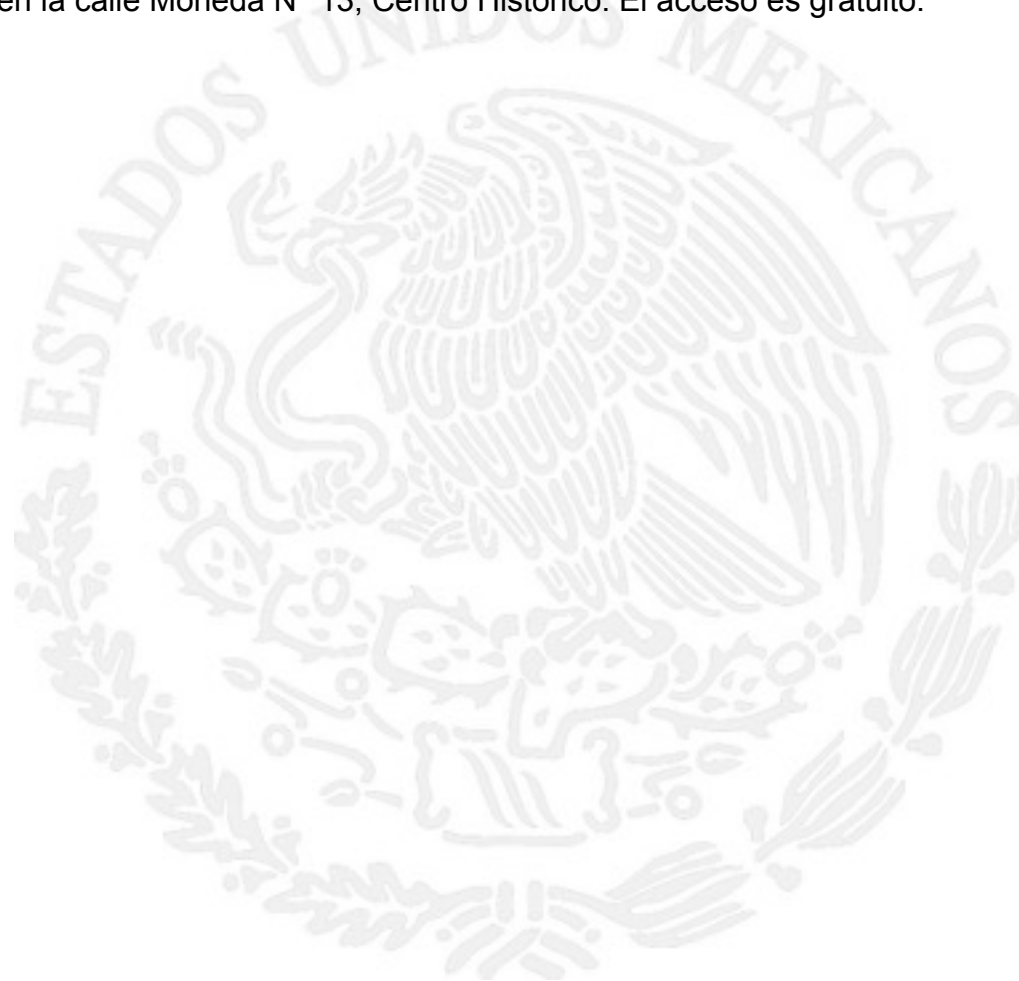 en la calle Moneda N° 13, Centro Histórico. El acceso es gratuito.
ESTADOS UNIDOS MEXICANOS